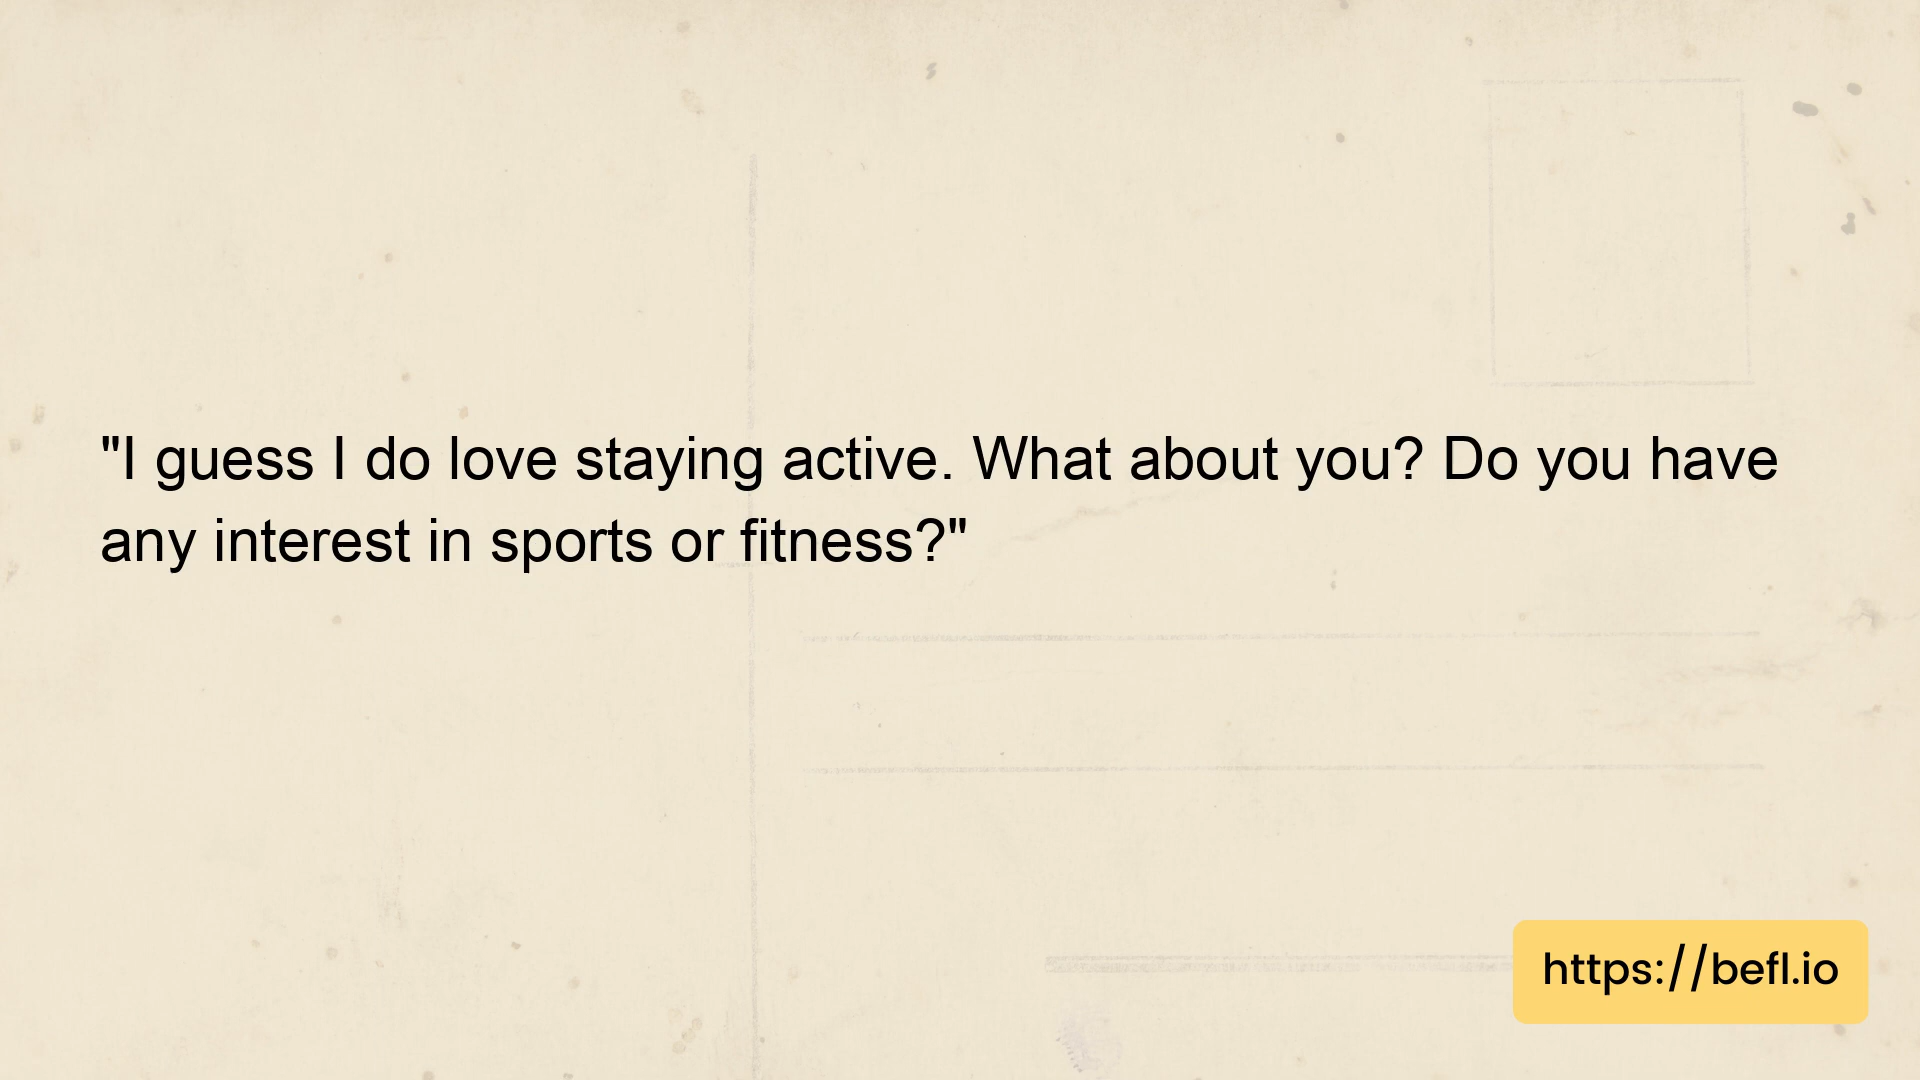 "I guess I do love staying active. What about you? Do you have
any interest in sports or fitness?"
https://befl.io